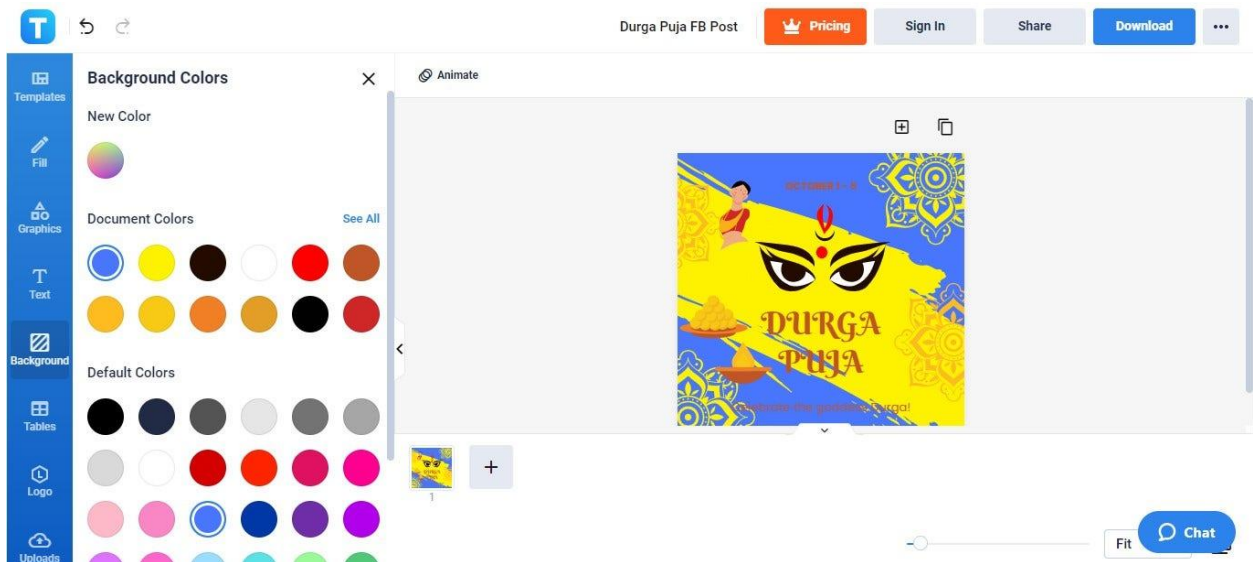 T
Durga Puja FB Post
Pricing
Sign In
Share
Download
Templates
Fill
Graphics
Text
Background
Tables
Logo
Uploads
Background Colors
New Color
Document Colors
See All
Default Colors
Animate
OCTOBER 1 -
DURGA
PUJA
the goddess Durga!
1
Fit
Chat